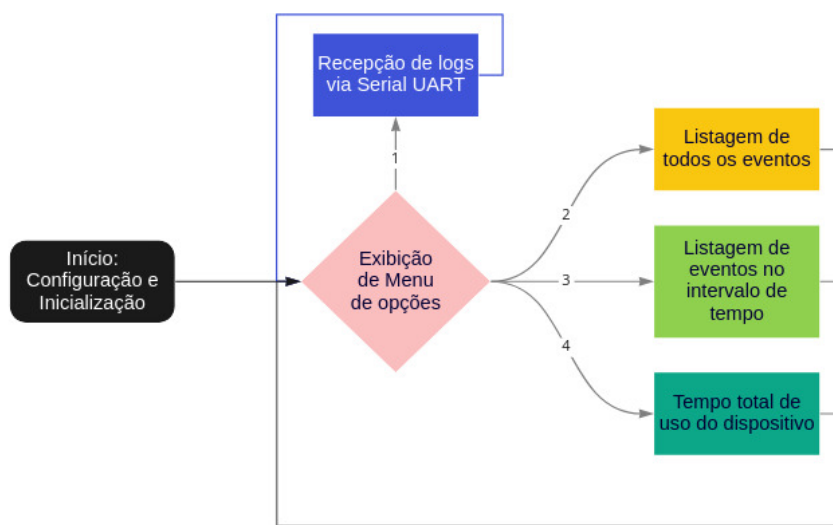 Recepção de logs
via Serial UART
1
Listagem de
todos os eventos
2
Início:
Configuração e
Inicialização
Exibição
de Menu
de opções
3
Listagem de
eventos no
intervalo de
tempo
4
Tempo total de
uso do dispositivo